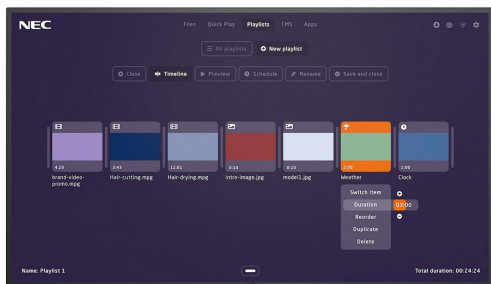 NEC
Files Quick Play Playlists CMS Apps
All playlists New playlist
Close Timeline Preview Schedule Rename Save and close
4:20 3:43 12:01 0:10 0:10 2:00 2:00
brand-video-promo.mpg Hair-cutting.mpg Hair-drying.mpg intro-image.jpg model1.jpg Weather Clock
Switch item
Duration 02:00
Reorder
Duplicate
Delete
Name: Playlist 1 Total duration: 00:24:24